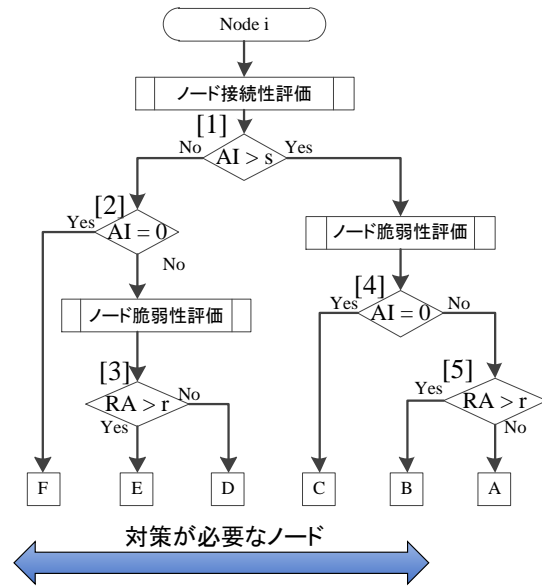 Node i
ノード接続性評価
[1]
No
AI > s
Yes
[2]
Yes
AI = 0
No
ノード脆弱性評価
[4]
Yes
AI = 0
No
ノード脆弱性評価
[3]
RA > r
No
Yes
[5]
Yes
RA > r
No
F
E
D
C
B
A
対策が必要なノード